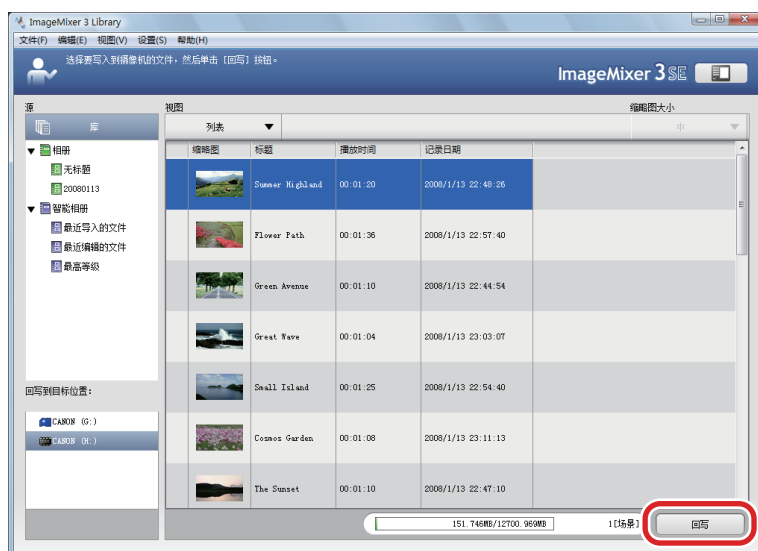 ImageMixer 3 Library
文件(F) 编辑(E) 视图(V) 设置(S) 帮助(H)
选择要写入到摄像机的文件，然后单击 [回写] 按钮。
ImageMixer 3 SE
源 视图 缩略图大小
库 列表 中
缩略图 标题 播放时间 记录日期
相册
无标题
20080113
智能相册
最近导入的文件
最近编辑的文件
最高等级
Summer Highland 00:01:20 2008/1/13 22:48:26
Flower Path 00:01:36 2008/1/13 22:57:40
Green Avenue 00:01:10 2008/1/13 22:44:54
Great Wave 00:01:04 2008/1/13 23:03:07
Small Island 00:01:25 2008/1/13 22:54:40
Cosmos Garden 00:01:08 2008/1/13 23:11:13
The Sunset 00:01:10 2008/1/13 22:47:10
回写到目标位置：
CANON (G:)
CANON (H:)
151.746MB/12700.969MB 1[场景] 回写